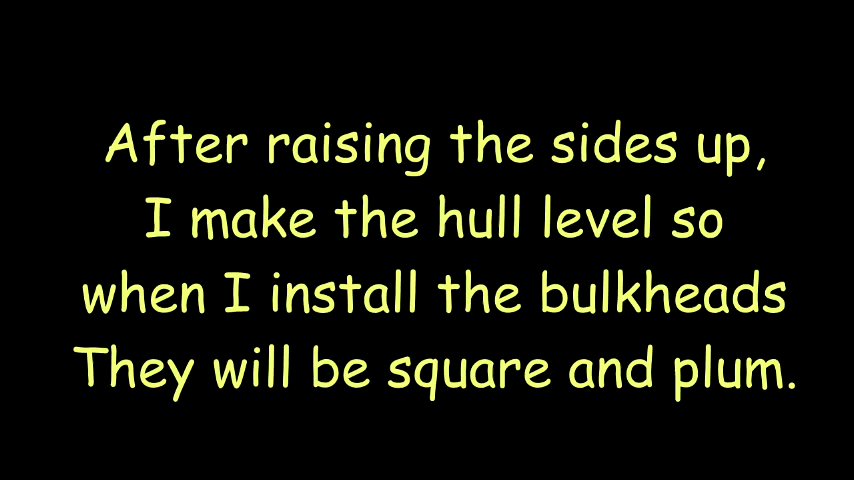 After raising the sides up,
I make the hull level so
when I install the bulkheads
They will be square and plum.